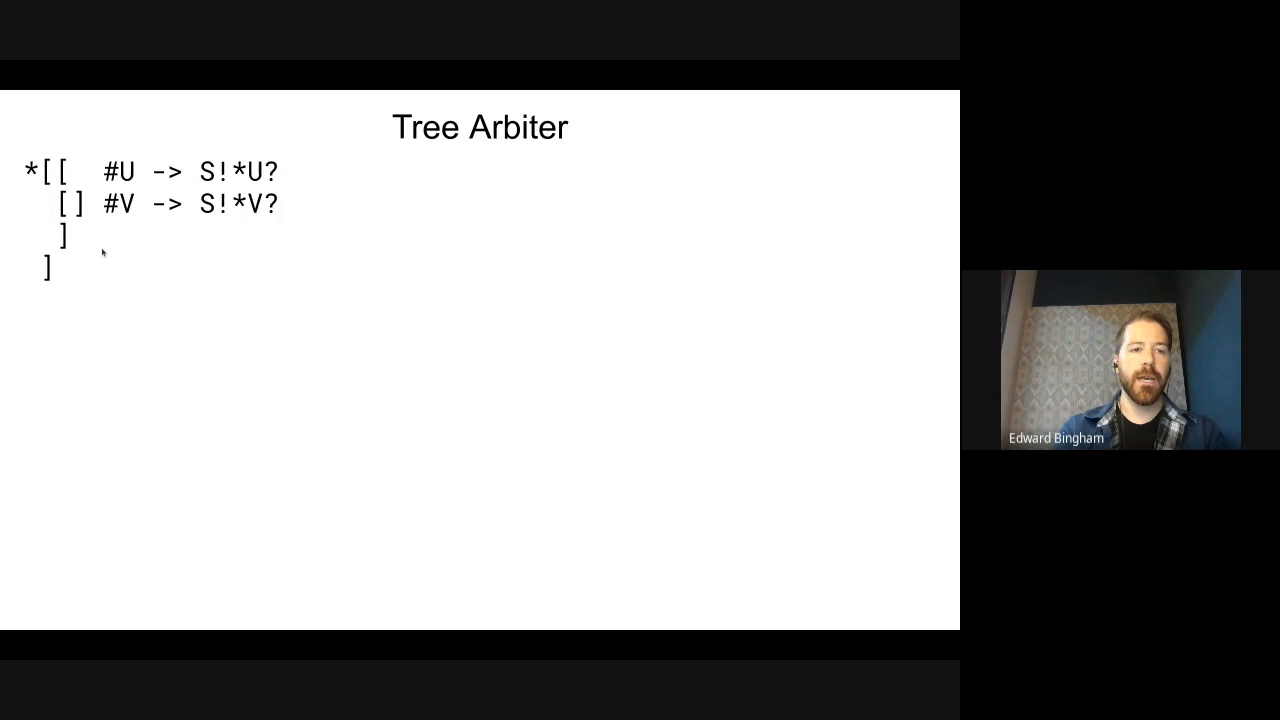 Tree Arbiter
*[[  #U -> S!*U?
  [] #V -> S!*V?
  ]
 ]
Edward Bingham